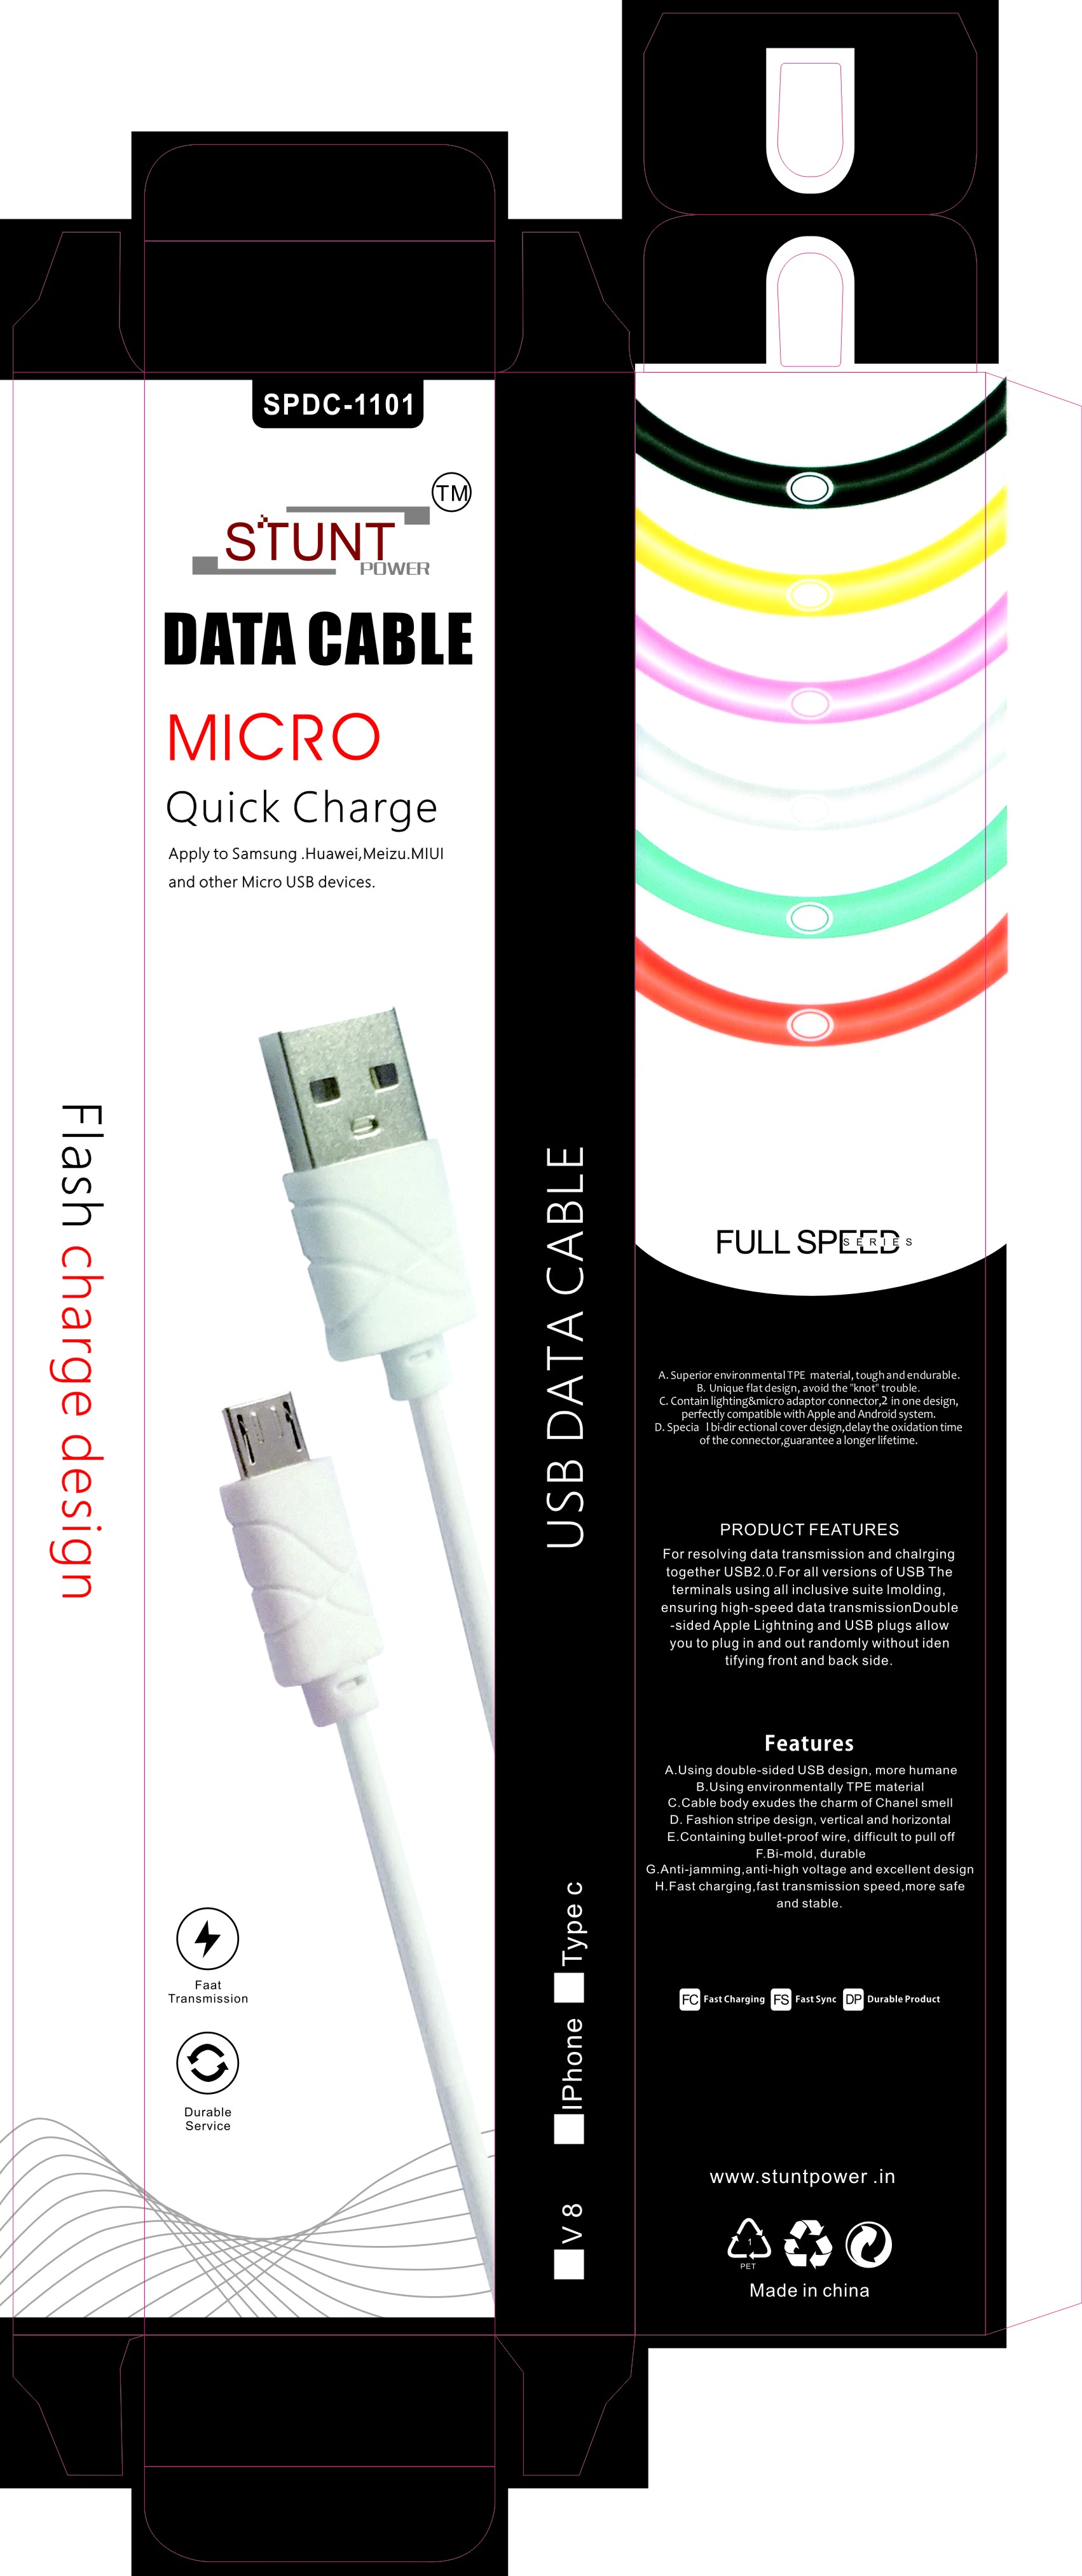 SPDC-1101
TM
STUNT
POWER
DATA CABLE
MICRO
Quick Charge
Apply to Samsung .Huawei,Meizu.MIUI
and other Micro USB devices.
Flash charge design
Faat
Transmission
Durable
Service
USB DATA CABLE
V 8
IPhone
Type c
FULL SPEED
SERIES
A. Superior environmental TPE material, tough and endurable.
B. Unique flat design, avoid the "knot" trouble.
C. Contain lighting&micro adaptor connector,2 in one design,
perfectly compatible with Apple and Android system.
D. Specia l bi-dir ectional cover design,delay the oxidation time
of the connector,guarantee a longer lifetime.
PRODUCT FEATURES
For resolving data transmission and chalrging
together USB2.0.For all versions of USB The
terminals using all inclusive suite lmolding,
ensuring high-speed data transmissionDouble
-sided Apple Lightning and USB plugs allow
you to plug in and out randomly without iden
tifying front and back side.
Features
A.Using double-sided USB design, more humane
B.Using environmentally TPE material
C.Cable body exudes the charm of Chanel smell
D. Fashion stripe design, vertical and horizontal
E.Containing bullet-proof wire, difficult to pull off
F.Bi-mold, durable
G.Anti-jamming,anti-high voltage and excellent design
H.Fast charging,fast transmission speed,more safe
and stable.
FC Fast Charging FS Fast Sync DP Durable Product
www.stuntpower .in
1
PET
Made in china